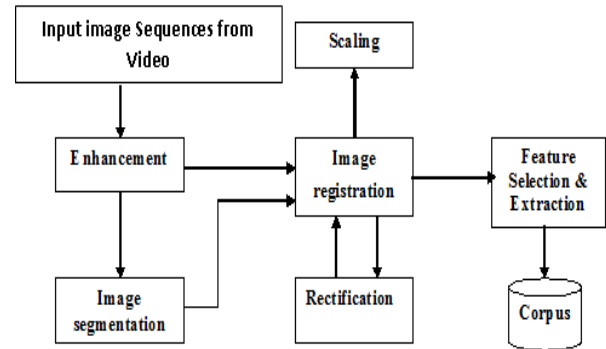 Input image Sequences from
Video
Scaling
Enhancement
Image
registration
Feature
Selection &
Extraction
Image
segmentation
Rectification
Corpus